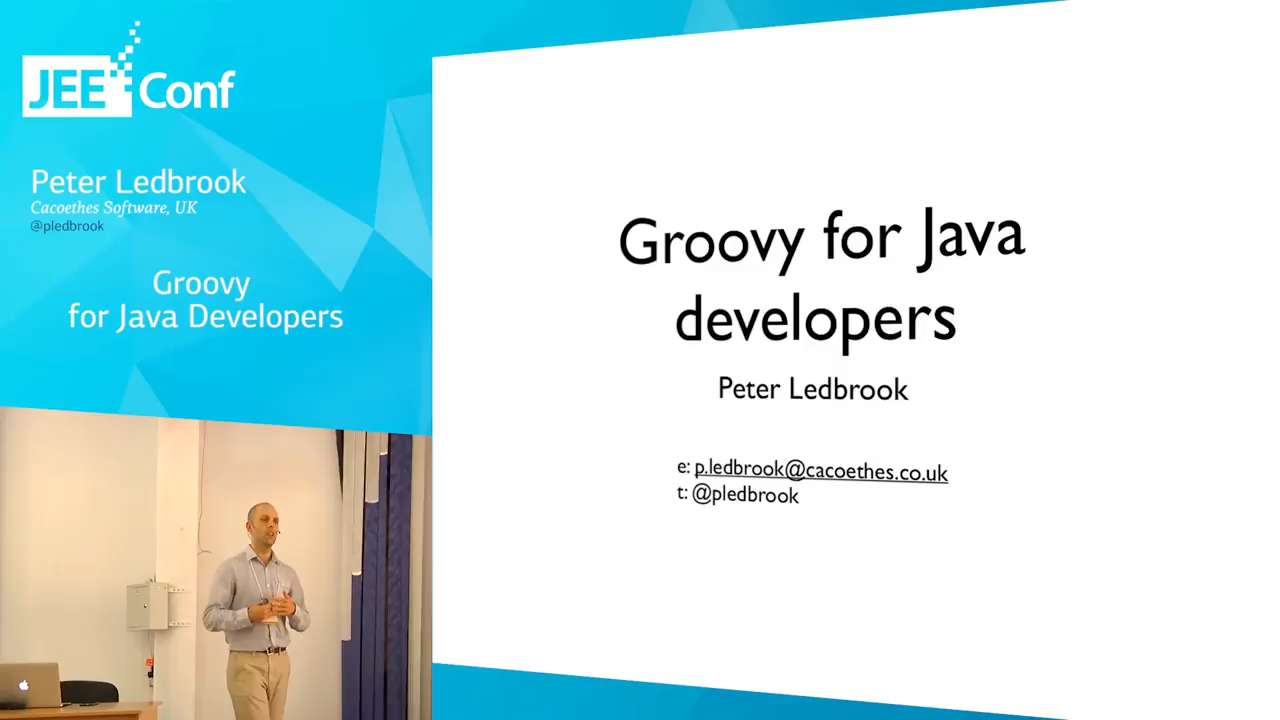 JEE Conf
Peter Ledbrook
Cacoethes Software, UK
@pledbrook
Groovy
for Java Developers
Groovy for Java
developers
Peter Ledbrook
e: p.ledbrook@cacoethes.co.uk
t: @pledbrook